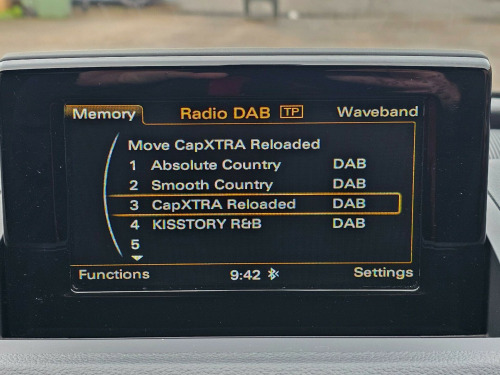 Memory Radio DAB TP Waveband
Move CapXTRA Reloaded
1 Absolute Country DAB
2 Smooth Country DAB
3 CapXTRA Reloaded DAB
4 KISSTORY R&B DAB
5
Functions 9:42 Settings